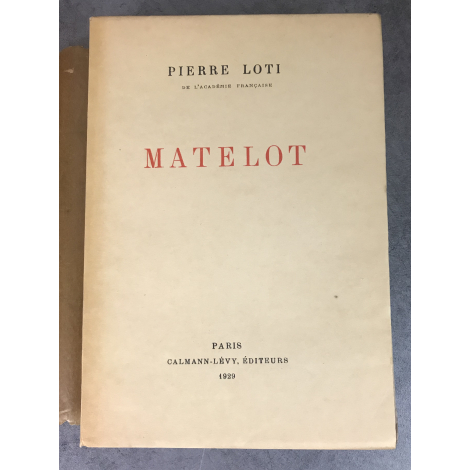 PIERRE LOTI
DE L'ACADÉMIE FRANÇAISE
MATELOT
PARIS
CALMANN-LÉVY, ÉDITEURS
1929